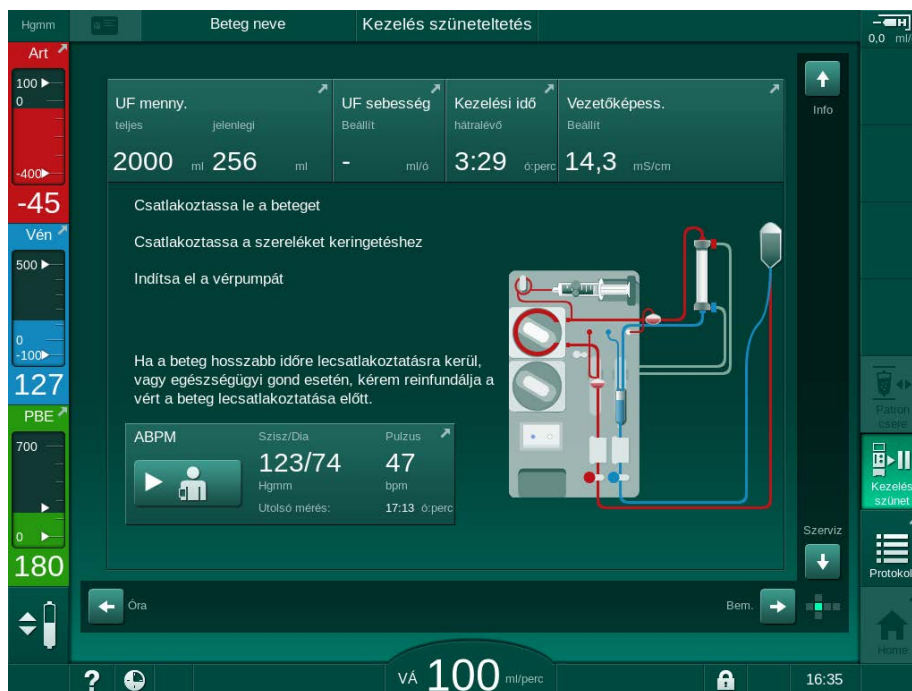 Hgmm
Beteg neve
Kezelés szüneteltetés
0,0 ml/
Art
100
0
-400
-45
Vén
500
0
-100
127
PBE
700
0
180
UF menny.
teljes jelenlegi
2000 ml 256 ml
UF sebesség
Beállít
- ml/ó
Kezelési idő
hátralévő
3:29 ó:perc
Vezetőképess.
Beállít
14,3 mS/cm
Info
Csatlakoztassa le a beteget
Csatlakoztassa a szereléket keringetéshez
Indítsa el a vérpumpát
Ha a beteg hosszabb időre lecsatlakoztatásra kerül,
vagy egészségügyi gond esetén, kérem reinfundálja a
vért a beteg lecsatlakoztatása előtt.
ABPM
Szisz/Dia Pulzus
123/74 47
Hgmm bpm
Utolsó mérés: 17:13 ó:perc
Patron
csere
Kezelés
szünet
Szerviz
Protokol
Home
Óra
Bem.
?
VÁ 100 ml/perc
16:35